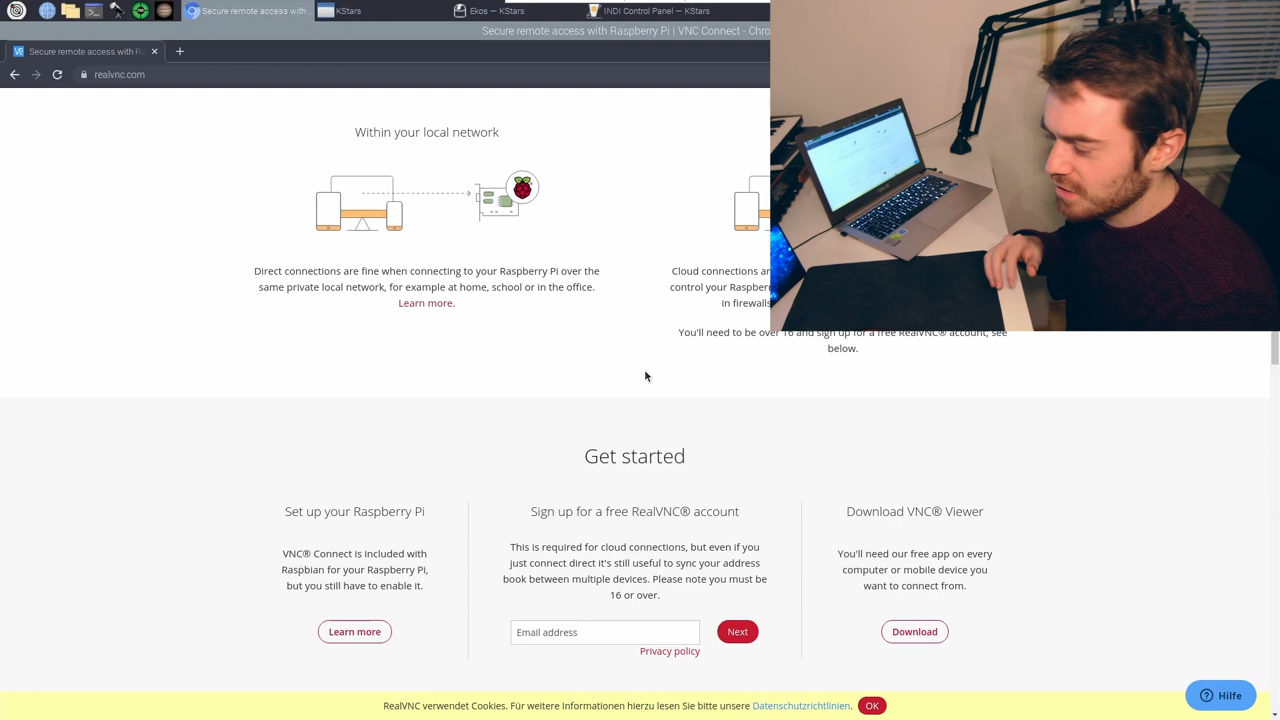 Secure remote access with ..
KStars
Ekos — KStars
INDI Control Panel — KStars
Secure remote access with Raspberry Pi | VNC Connect - Chro
Secure remote access with Ra
realvnc.com
Within your local network
Direct connections are fine when connecting to your Raspberry Pi over the
same private local network, for example at home, school or in the office.
Learn more.
Cloud connections ar
control your Raspberr
in firewalls
You'll need to be over 16 and sign up for a free RealVNC® account; see
below.
Get started
Set up your Raspberry Pi
VNC® Connect is included with
Raspbian for your Raspberry Pi,
but you still have to enable it.
Learn more
Sign up for a free RealVNC® account
This is required for cloud connections, but even if you
just connect direct it's still useful to sync your address
book between multiple devices. Please note you must be
16 or over.
Email address
Next
Privacy policy
Download VNC® Viewer
You'll need our free app on every
computer or mobile device you
want to connect from.
Download
RealVNC verwendet Cookies. Für weitere Informationen hierzu lesen Sie bitte unsere Datenschutzrichtlinien.
OK
Hilfe